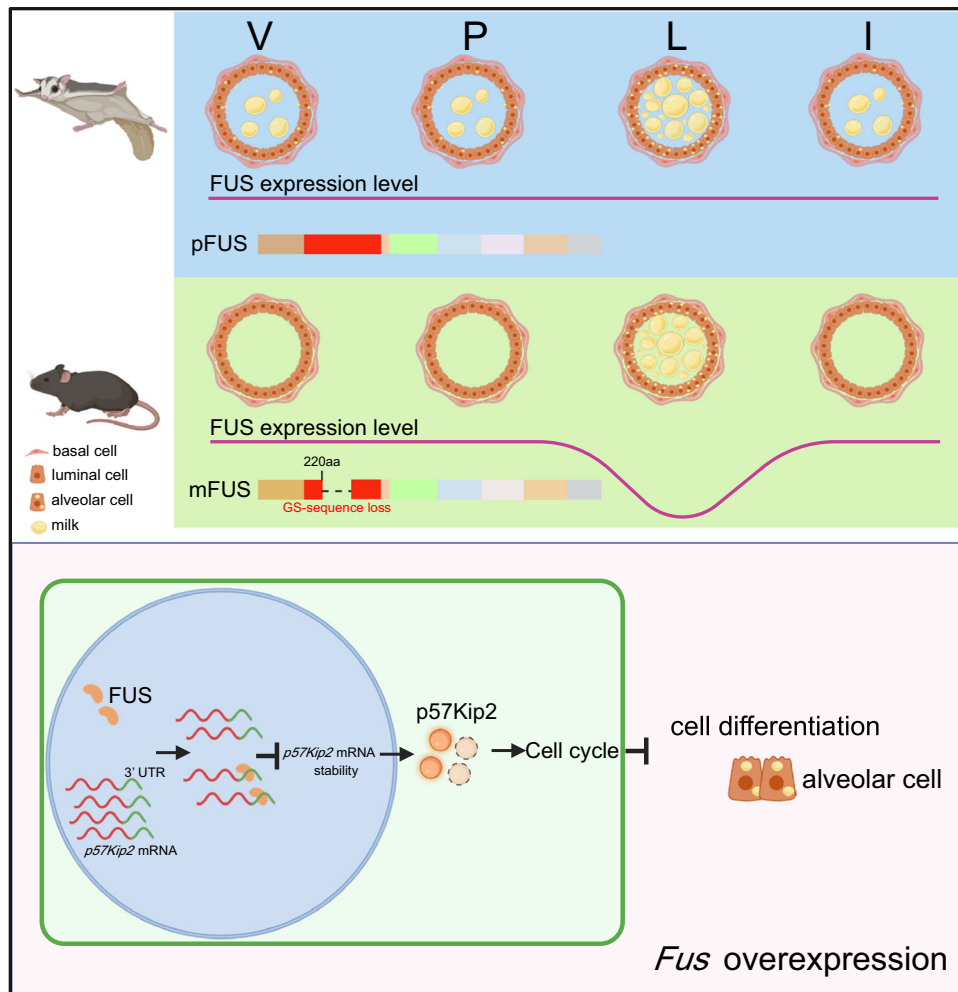 V P L I
FUS expression level
pFUS
FUS expression level
220aa
mFUS
GS-sequence loss
basal cell
luminal cell
alveolar cell
milk
FUS
3' UTR
p57Kip2 mRNA
p57Kip2 mRNA
stability
p57Kip2
Cell cycle
cell differentiation
alveolar cell
Fus overexpression